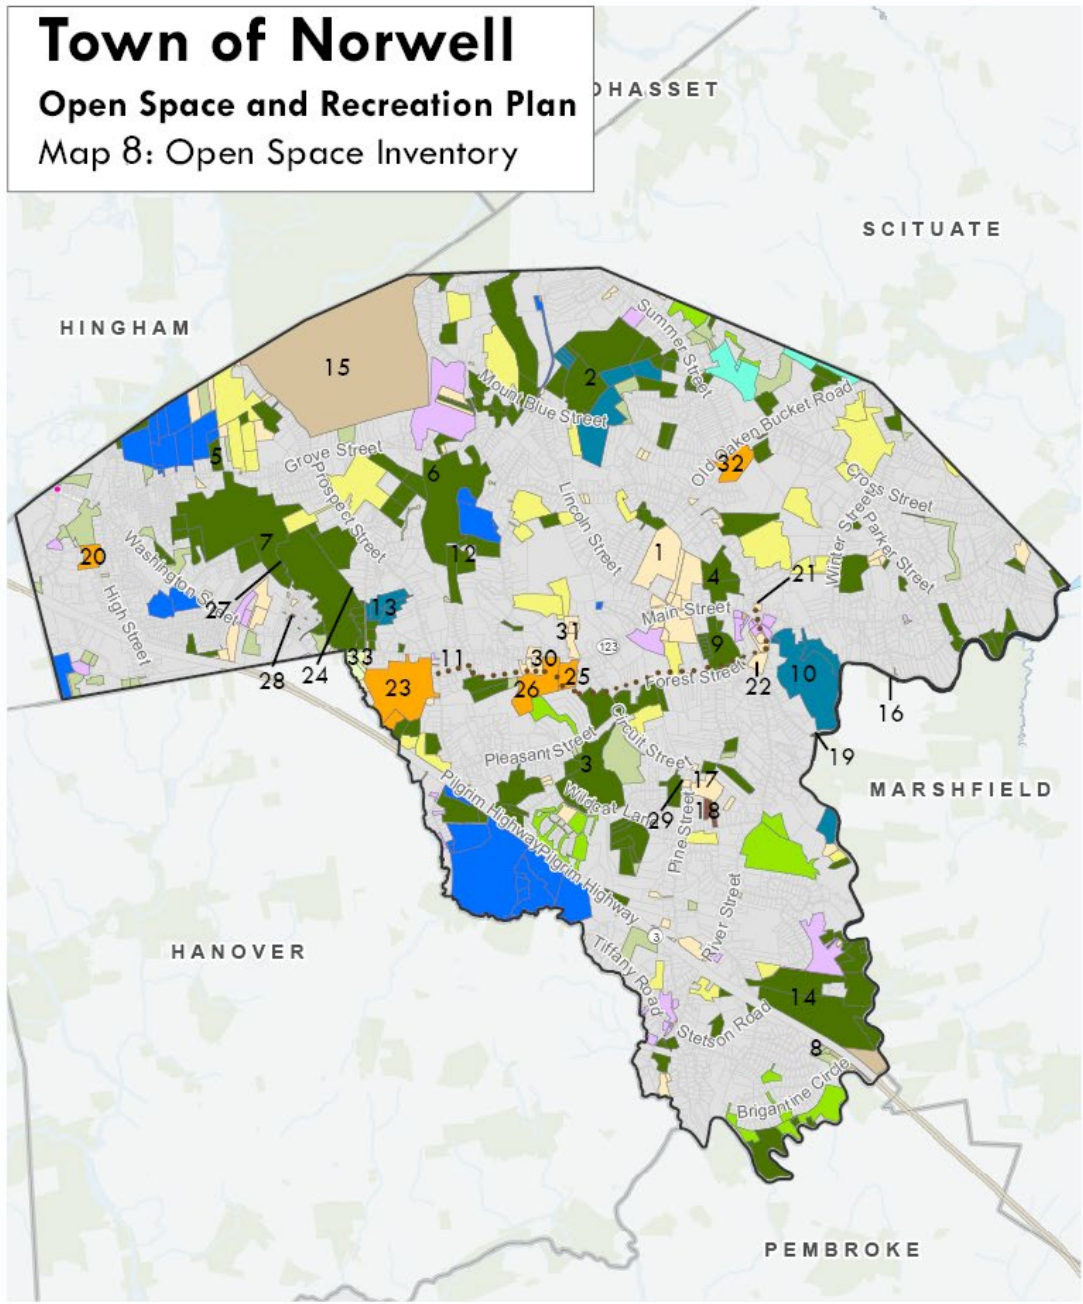 Town of Norwell
Open Space and Recreation Plan
Map 8: Open Space Inventory
OHASSET
SCITUATE
HINGHAM
15
2
Summer Street
Mount Blue Street
Old Oaken Bucket Road
5
Grove Street
6
32
Prospect Street
Lincoln Street
Cross Street
Winter Street
Parker Street
20
Washington Street
7
12
1
4
21
High Street
27
13
Main Street
31
123
9
33
11
30
25
28
24
23
26
Forest Street
22
10
16
Circuit Street
Pleasant Street
3
19
17
MARSHFIELD
Pilgrim Highway
Wildcat Lane
29
18
Pine Street
Pilgrim Highway
River Street
3
HANOVER
Tiffany Road
14
Stetson Road
8
Brigantine Circle
PEMBROKE